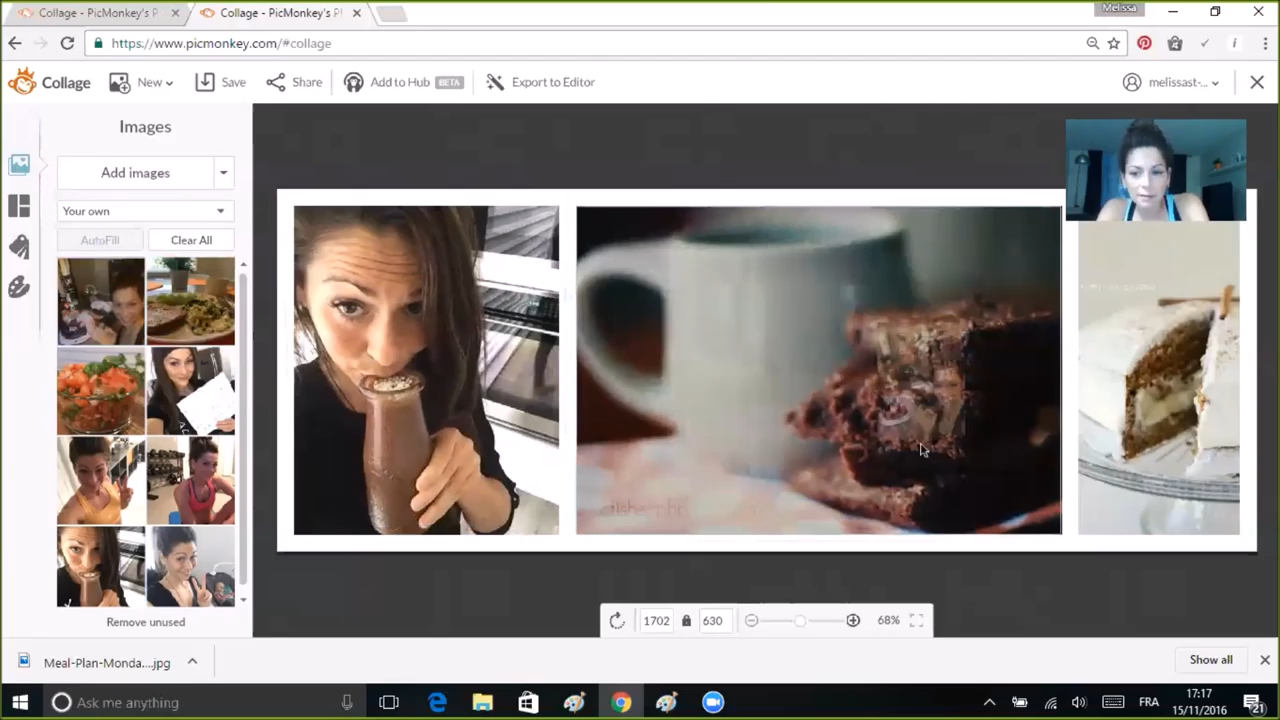 Collage - PicMonkey's P
Collage - PicMonkey's P
Melissa
https://www.picmonkey.com/#collage
Collage
New
Save
Share
Add to Hub BETA
Export to Editor
melissast-...
Images
Add images
Your own
AutoFill
Clear All
Remove unused
1702
630
68%
Meal-Plan-Monda....jpg
Show all
Ask me anything
FRA
17:17
15/11/2016
21